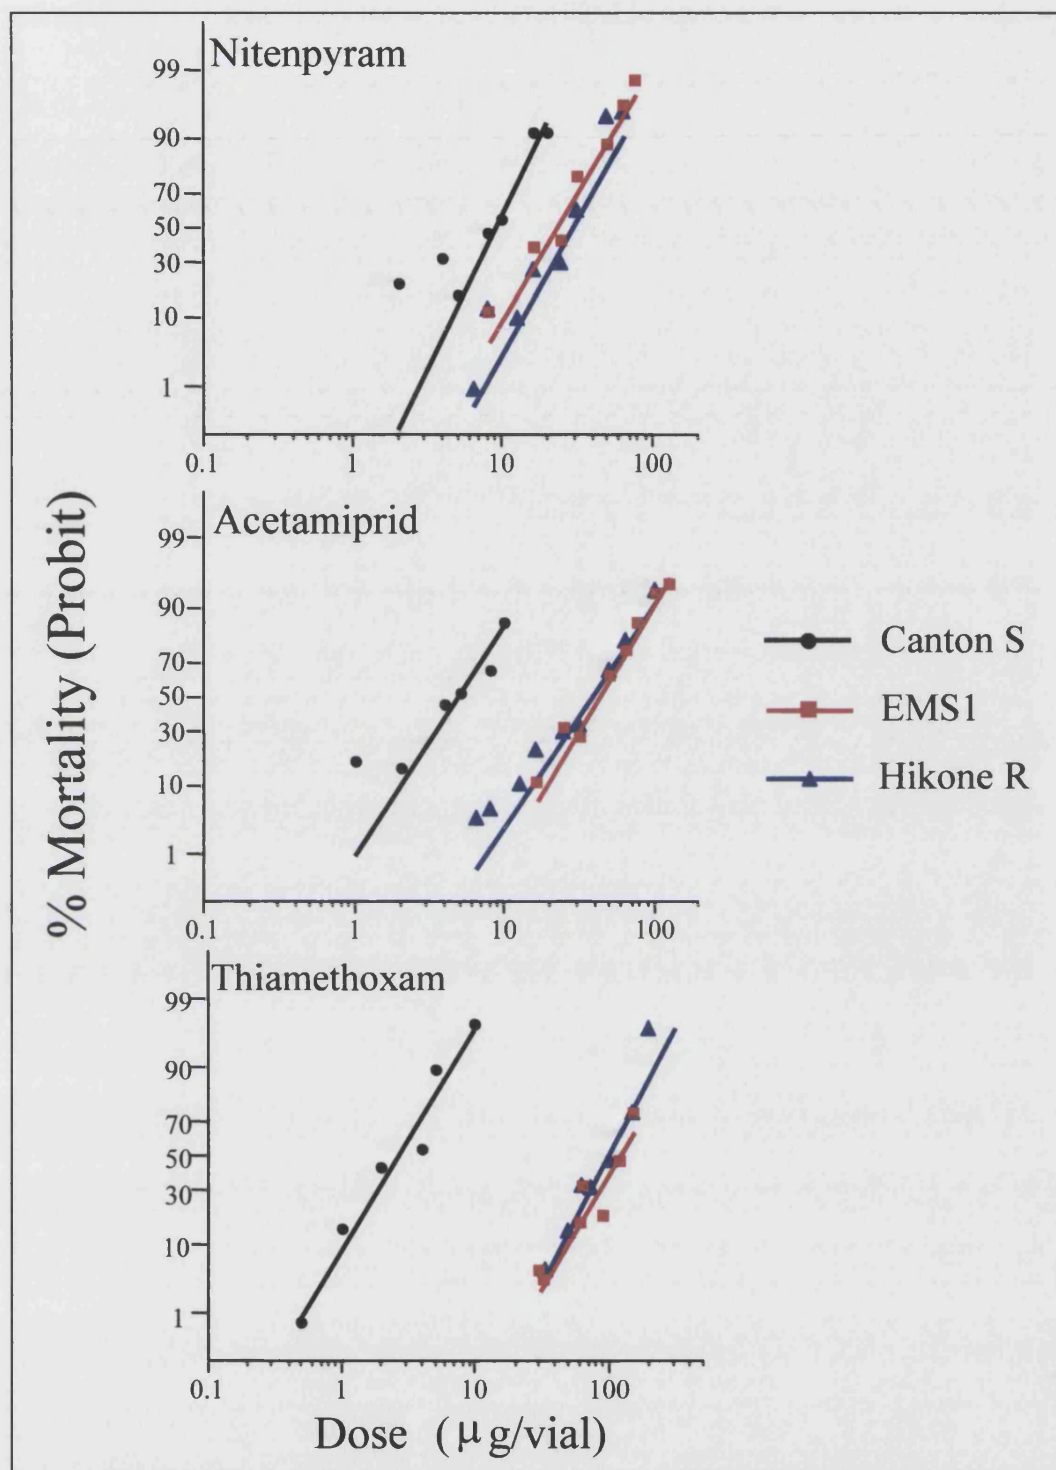 Nitenpyram
99
90
70
50
30
10
1
0.1 1 10 100
Acetamiprid
99
90
70
50
30
10
1
0.1 1 10 100
Thiamethoxam
99
90
70
50
30
10
1
0.1 1 10 100
% Mortality (Probit)
Dose (μg/vial)
Canton S
EMS1
Hikone R